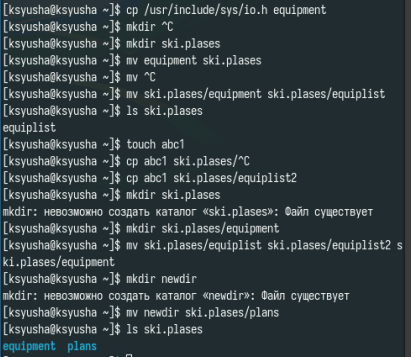 [ksyusha@ksyusha ~]$ cp /usr/include/sys/io.h equipment
[ksyusha@ksyusha ~]$ mkdir ^C
[ksyusha@ksyusha ~]$ mkdir ski.plases
[ksyusha@ksyusha ~]$ mv equipment ski.plases
[ksyusha@ksyusha ~]$ mv ^C
[ksyusha@ksyusha ~]$ mv ski.plases/equipment ski.plases/equiplist
[ksyusha@ksyusha ~]$ ls ski.plases
equiplist
[ksyusha@ksyusha ~]$ touch abc1
[ksyusha@ksyusha ~]$ cp abc1 ski.plases/^C
[ksyusha@ksyusha ~]$ cp abc1 ski.plases/equiplist2
[ksyusha@ksyusha ~]$ mkdir ski.plases
mkdir: невозможно создать каталог «ski.plases»: Файл существует
[ksyusha@ksyusha ~]$ mkdir ski.plases/equipment
[ksyusha@ksyusha ~]$ mv ski.plases/equiplist ski.plases/equiplist2 s
ki.plases/equipment
[ksyusha@ksyusha ~]$ mkdir newdir
mkdir: невозможно создать каталог «newdir»: Файл существует
[ksyusha@ksyusha ~]$ mv newdir ski.plases/plans
[ksyusha@ksyusha ~]$ ls ski.plases
equipment plans